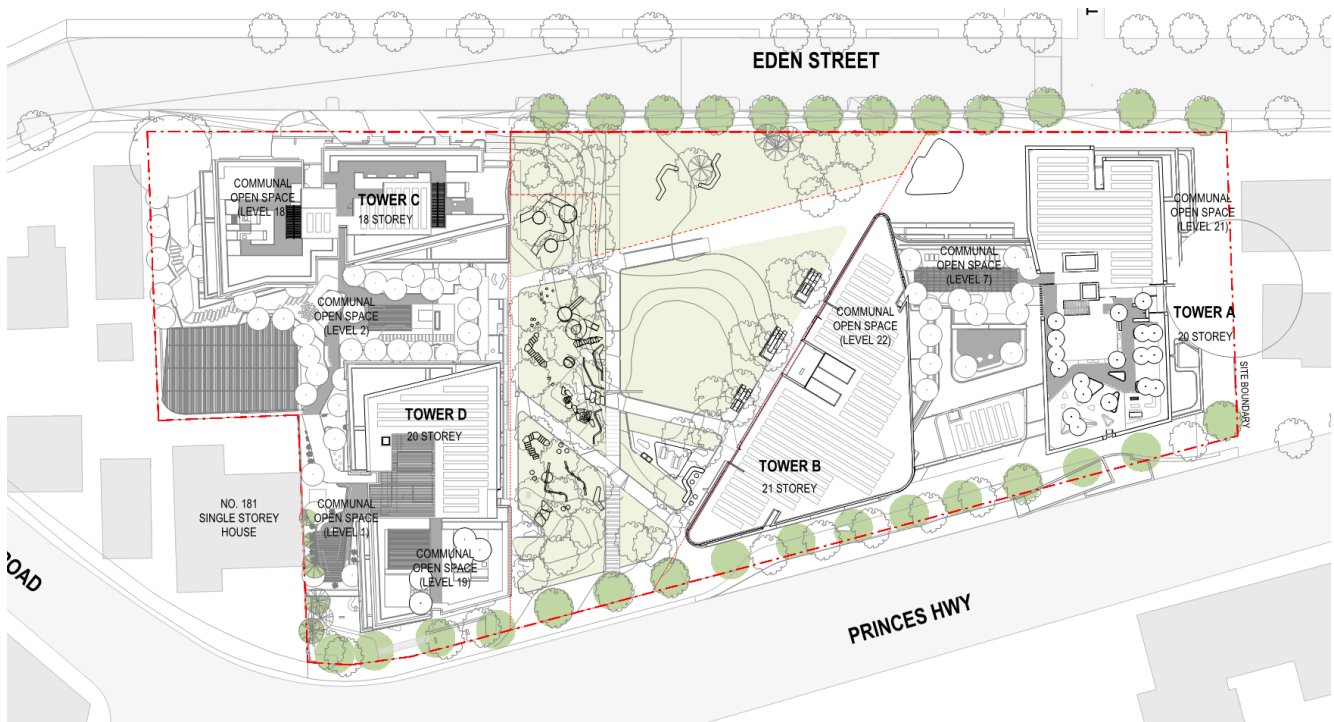 EDEN STREET
COMMUNAL
OPEN SPACE
(LEVEL 18)
TOWER C
18 STOREY
COMMUNAL
OPEN SPACE
(LEVEL 21)
COMMUNAL
OPEN SPACE
(LEVEL 7)
COMMUNAL
OPEN SPACE
(LEVEL 2)
COMMUNAL
OPEN SPACE
(LEVEL 22)
TOWER A
20 STOREY
SITE BOUNDARY
TOWER D
20 STOREY
TOWER B
21 STOREY
NO. 181
SINGLE STOREY
HOUSE
COMMUNAL
OPEN SPACE
(LEVEL 1)
COMMUNAL
OPEN SPACE
(LEVEL 19)
ROAD
PRINCES HWY